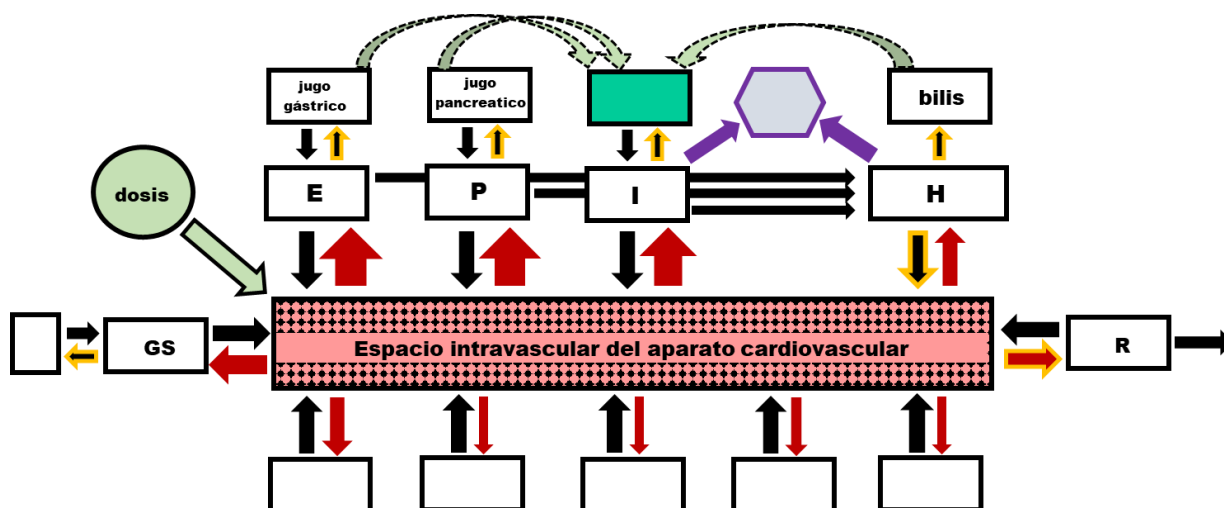 jugo
gástrico
jugo
pancreatico
bilis
dosis
E
P
I
H
GS
Espacio intravascular del aparato cardiovascular
R